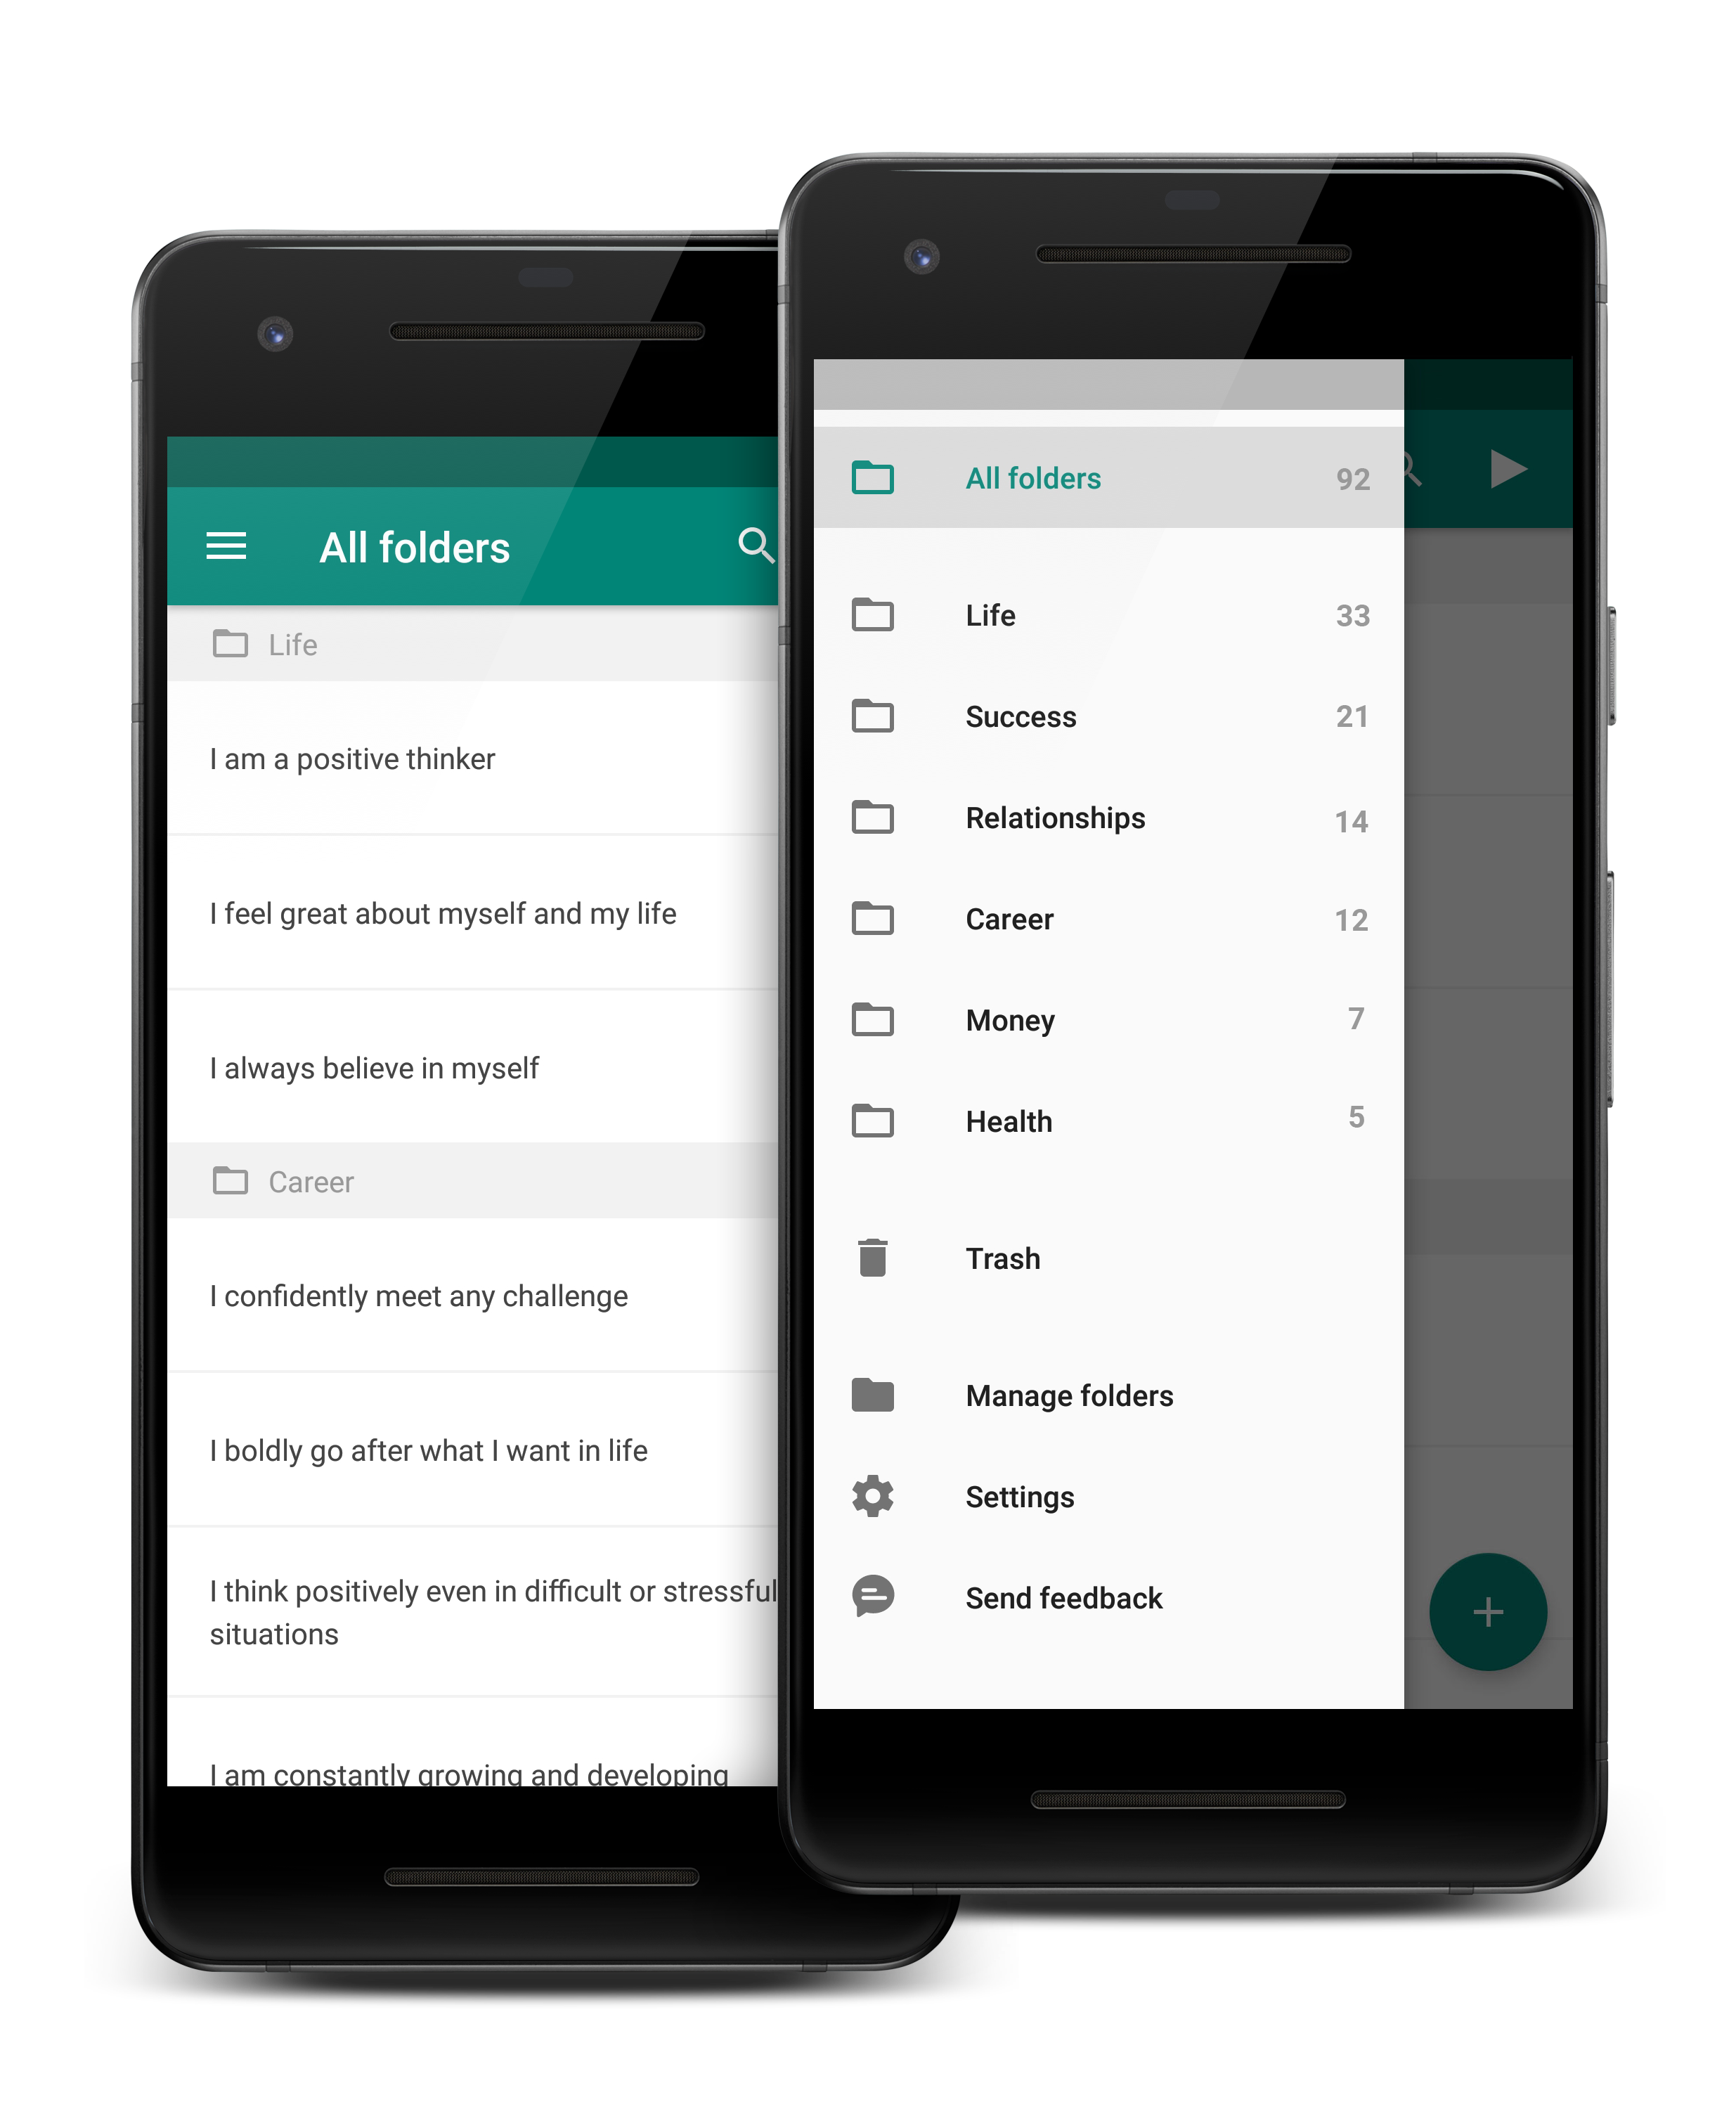 All folders
Life
I am a positive thinker
I feel great about myself and my life
I always believe in myself
Career
I confidently meet any challenge
I boldly go after what I want in life
I think positively even in difficult or stressful
situations
I am constantly growing and developing
All folders 92
Life 33
Success 21
Relationships 14
Career 12
Money 7
Health 5
Trash
Manage folders
Settings
Send feedback